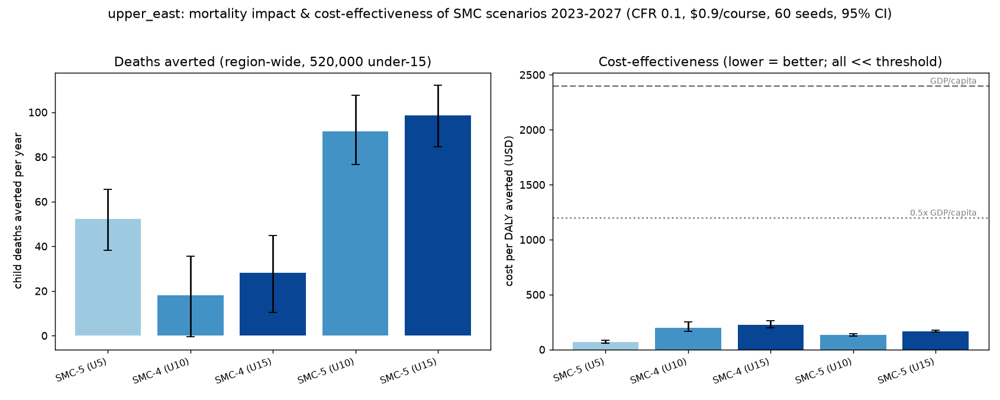 upper_east: mortality impact & cost-effectiveness of SMC scenarios 2023-2027 (CFR 0.1, $0.9/course, 60 seeds, 95% CI)
Deaths averted (region-wide, 520,000 under-15)
child deaths averted per year
100
80
60
40
20
0
SMC-5 (U5)
SMC-4 (U10)
SMC-4 (U15)
SMC-5 (U10)
SMC-5 (U15)
Cost-effectiveness (lower = better; all << threshold)
cost per DALY averted (USD)
2500
2000
1500
1000
500
0
GDP/capita
0.5x GDP/capita
SMC-5 (U5)
SMC-4 (U10)
SMC-4 (U15)
SMC-5 (U10)
SMC-5 (U15)